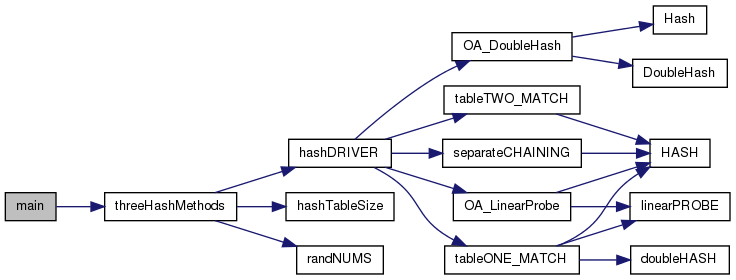 Hash
OA_DoubleHash
DoubleHash
tableTWO_MATCH
hashDRIVER
separateCHAINING
HASH
main
threeHashMethods
hashTableSize
OA_LinearProbe
linearPROBE
randNUMS
tableONE_MATCH
doubleHASH